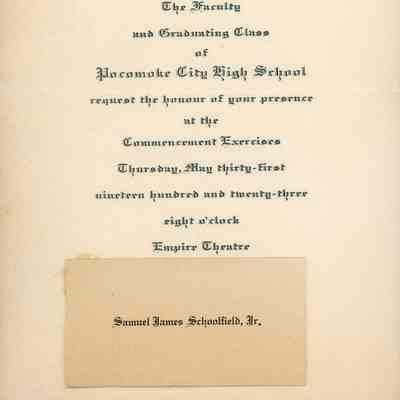 The Faculty
and Graduating Class
of
Pocomoke City High School
request the honour of your presence
at the
Commencement Exercises
Thursday, May thirty-first
nineteen hundred and twenty-three
eight o'clock
Empire Theatre
Samuel James Schoolfield, Jr.